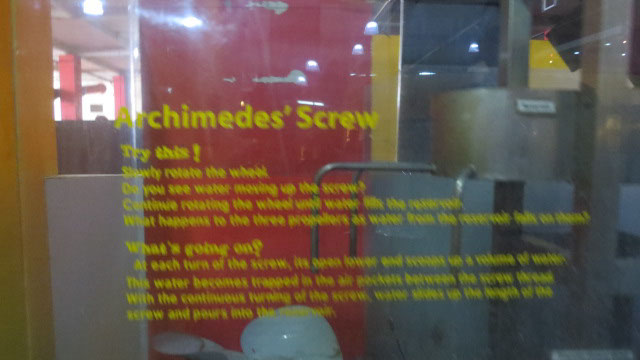 Archimedes' Screw
Try this!
Slowly rotate the wheel.
Do you see water moving up the screw?
Continue rotating the wheel until water fills the reservoir.
What happens to the three propellers as water from the reservoir falls on them?
What's going on?
At each turn of the screw, its open lower end scoops up a volume of water.
This water becomes trapped in the air pockets between the screw thread.
With the continuous turning of the screw, water slides up the length of the
screw and pours into the reservoir.